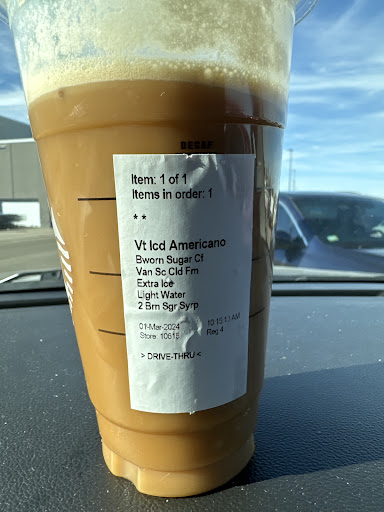 DECAF
Item: 1 of 1
Items in order: 1
* *
Vt Icd Americano
Bworn Sugar Cf
Van Sc Cld Fm
Extra Ice
Light Water
2 Brn Sgr Syrp
01-Mar-2024 10:15:13 AM
Store: 10615 Reg 4
> DRIVE-THRU <